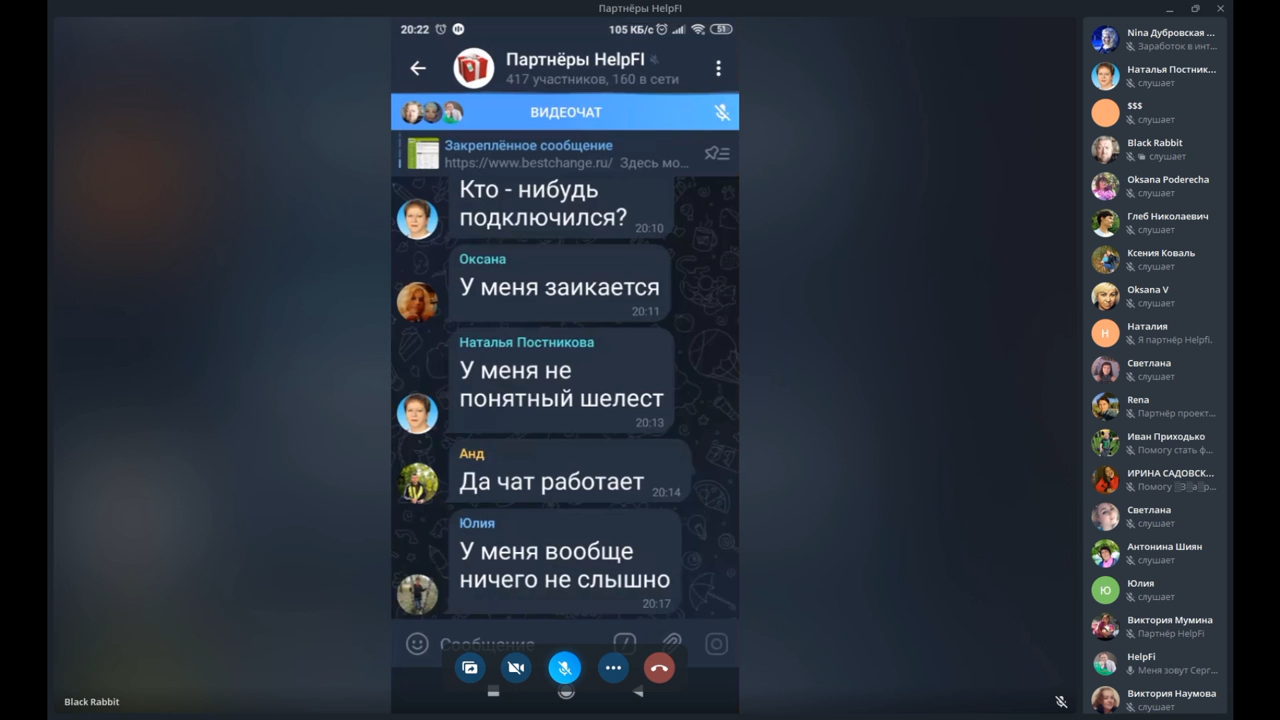 Партнёры HelpFI
20:22
105 КБ/с
51
Партнёры HelpFI
417 участников, 160 в сети
ВИДЕОЧАТ
Закреплённое сообщение
https://www.bestchange.ru/ Здесь мо...
Кто - нибудь
подключился?
20:10
Оксана
У меня заикается
20:11
Наталья Постникова
У меня не
понятный шелест
20:13
Анд
Да чат работает
20:14
Юлия
У меня вообще
ничего не слышно
20:17
Сообщение
Black Rabbit
Nina Дубровская ...
Заработок в инт...
Наталья Постник...
слушает
$$$
слушает
Black Rabbit
слушает
Oksana Poderecha
слушает
Глеб Николаевич
слушает
Ксения Коваль
слушает
Oksana V
слушает
Н
Наталия
Я партнёр Helpfi.
Светлана
слушает
Rena
Партнёр проект...
Иван Приходько
Помогу стать ф...
ИРИНА САДОВСК...
Помогу
Светлана
слушает
Антонина Шиян
слушает
Ю
Юлия
слушает
Виктория Мумина
Партнёр HelpFi
HelpFi
Меня зовут Серг...
Виктория Наумова
слушает